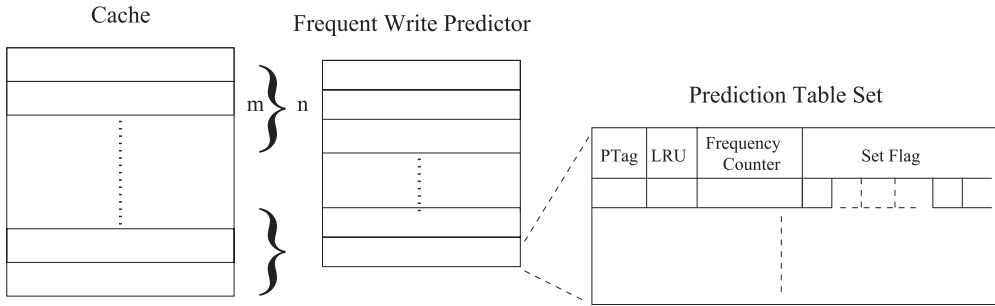 Cache
Frequent Write Predictor
m
n
Prediction Table Set
PTag
LRU
Frequency
Counter
Set Flag